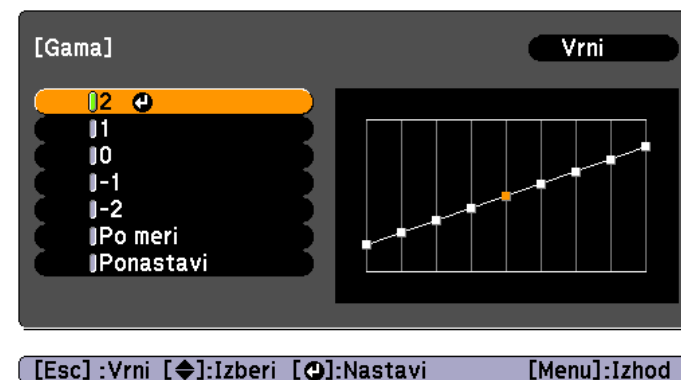 [Gama]
Vrni
2
1
0
-1
-2
Po meri
Ponastavi
[Esc] :Vrni []:Izberi []:Nastavi [Menu]:Izhod